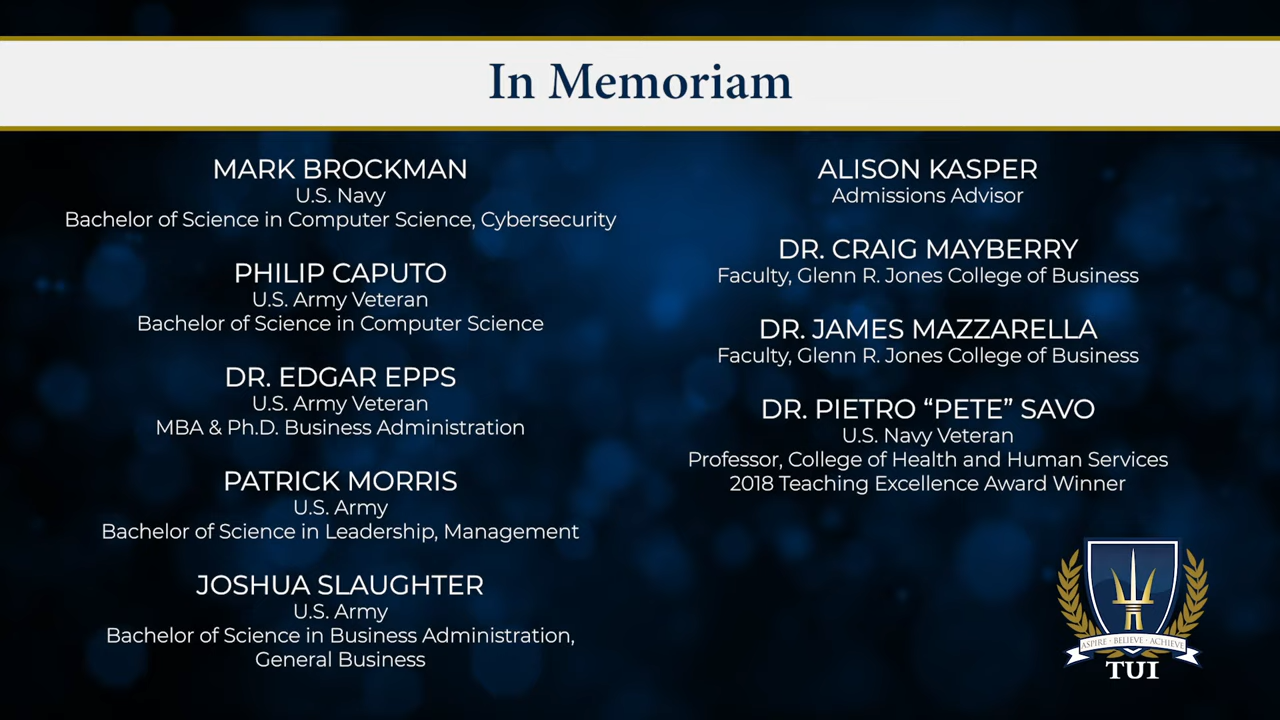 In Memoriam
MARK BROCKMAN
U.S. Navy
Bachelor of Science in Computer Science, Cybersecurity
PHILIP CAPUTO
U.S. Army Veteran
Bachelor of Science in Computer Science
DR. EDGAR EPPS
U.S. Army Veteran
MBA & Ph.D. Business Administration
PATRICK MORRIS
U.S. Army
Bachelor of Science in Leadership, Management
JOSHUA SLAUGHTER
U.S. Army
Bachelor of Science in Business Administration,
General Business
ALISON KASPER
Admissions Advisor
DR. CRAIG MAYBERRY
Faculty, Glenn R. Jones College of Business
DR. JAMES MAZZARELLA
Faculty, Glenn R. Jones College of Business
DR. PIETRO “PETE” SAVO
U.S. Navy Veteran
Professor, College of Health and Human Services
2018 Teaching Excellence Award Winner
ASPIRE · BELIEVE · ACHIEVE
TUI